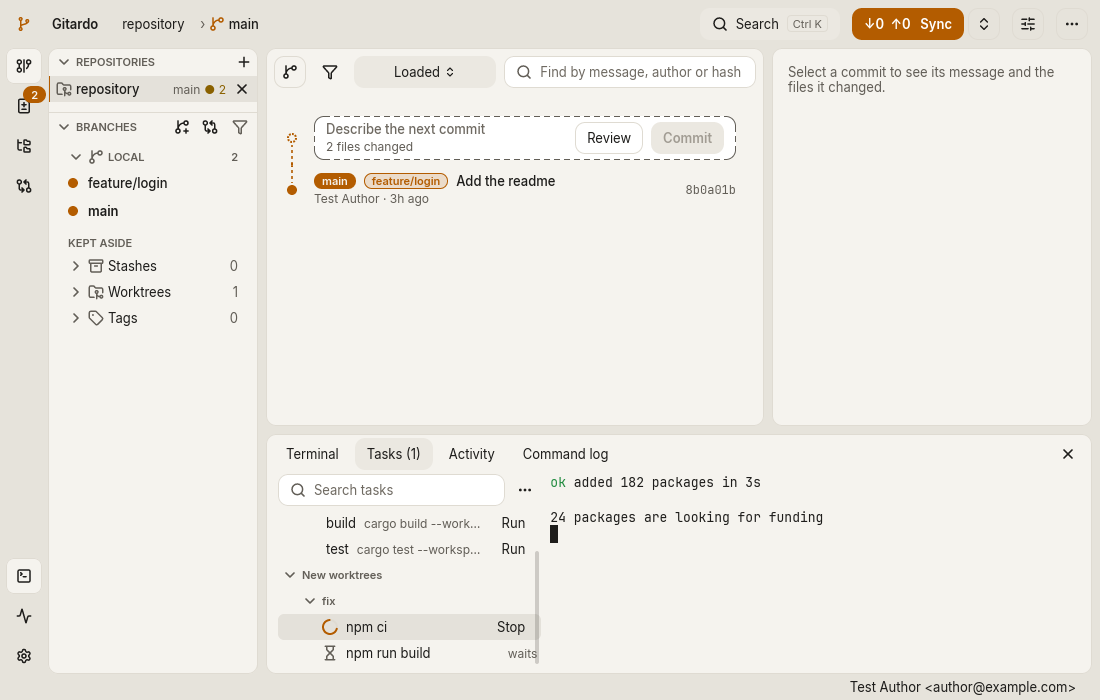 Gitardo
repository
main
Search
Ctrl K
↓0 ↑0 Sync
REPOSITORIES
repository
main
2
2
BRANCHES
LOCAL
2
feature/login
main
KEPT ASIDE
Stashes
0
Worktrees
1
Tags
0
Loaded
Find by message, author or hash
Describe the next commit
2 files changed
Review
Commit
main
feature/login
Add the readme
Test Author · 3h ago
8b0a01b
Select a commit to see its message and the
files it changed.
Terminal
Tasks (1)
Activity
Command log
Search tasks
build cargo build --work…
Run
test cargo test --worksp…
Run
New worktrees
fix
npm ci
Stop
npm run build
waits
ok added 182 packages in 3s
24 packages are looking for funding
Test Author <author@example.com>